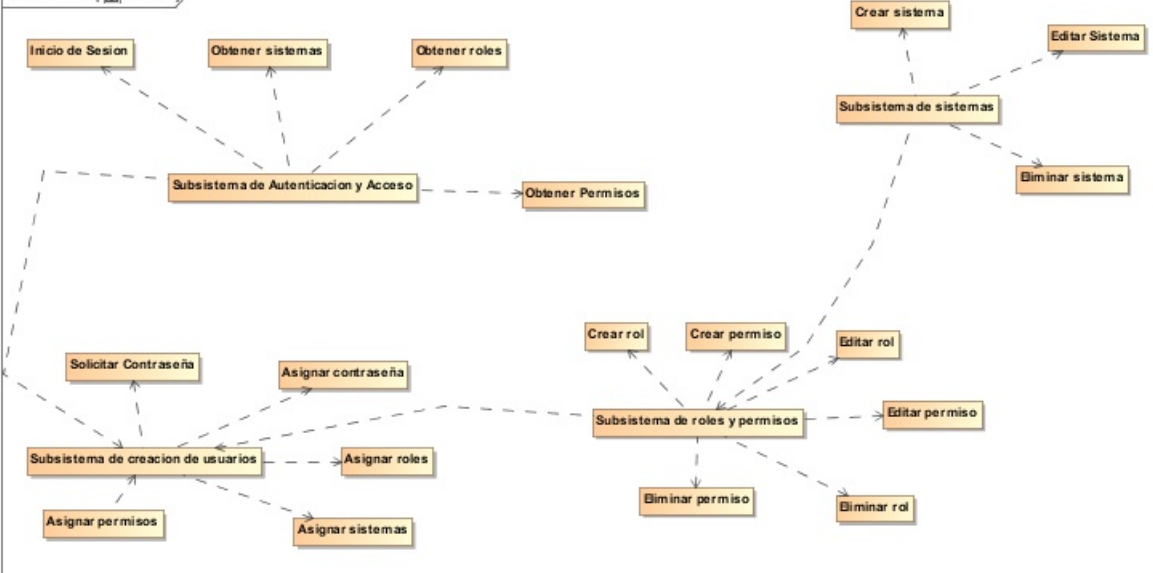 Crear sistema
Editar Sistema
Inicio de Sesion
Obtener sistemas
Obtener roles
Subsistema de sistemas
Eliminar sistema
Subsistema de Autenticacion y Acceso
Obtener Permisos
Crear rol
Crear permiso
Editar rol
Solicitar Contraseña
Asignar contraseña
Editar permiso
Subsistema de roles y permisos
Subsistema de creacion de usuarios
Asignar roles
Eliminar permiso
Eliminar rol
Asignar permisos
Asignar sistemas